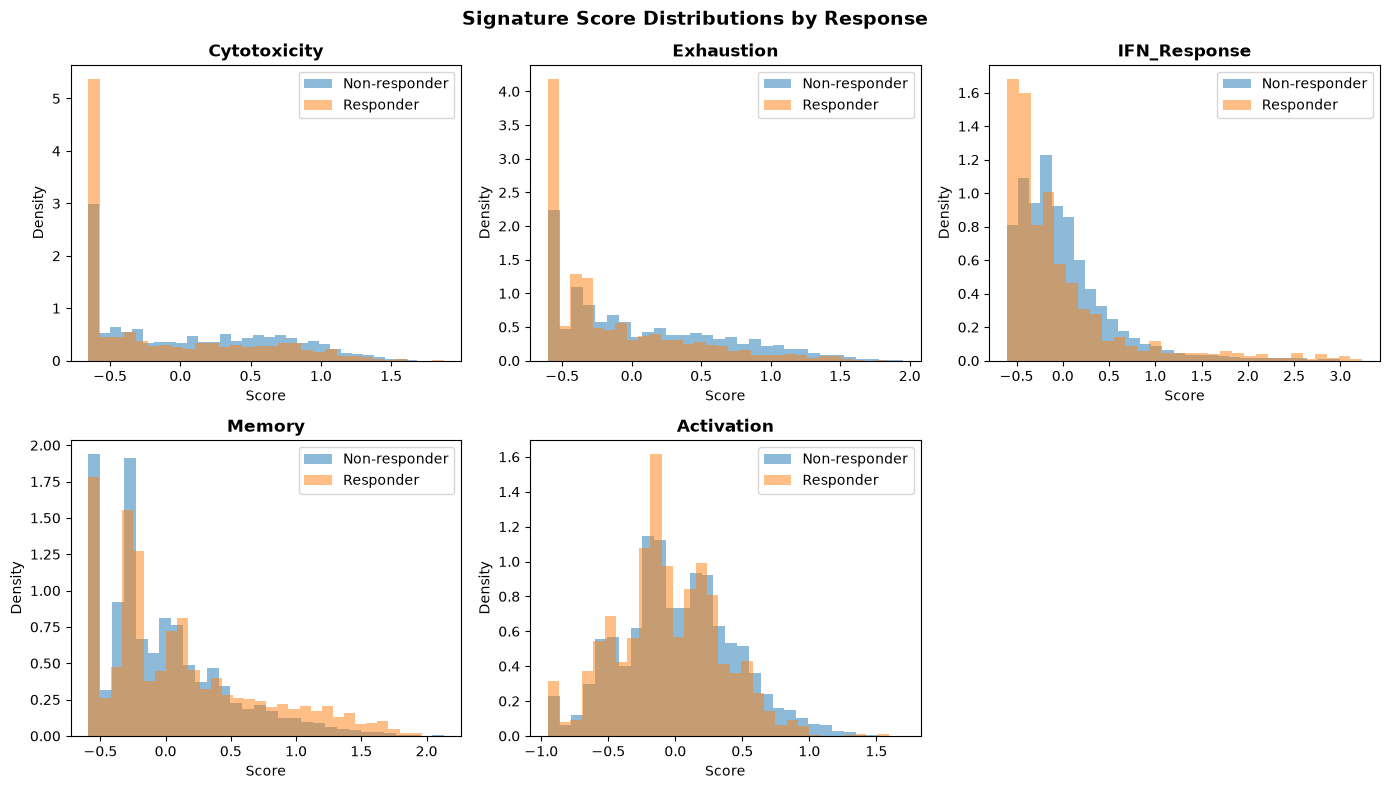 Signature Score Distributions by Response
Cytotoxicity
Non-responder
Responder
5
4
3
2
1
0
Density
−0.5
0.0
0.5
1.0
1.5
Score
Exhaustion
Non-responder
Responder
4.0
3.5
3.0
2.5
2.0
1.5
1.0
0.5
0.0
Density
−0.5
0.0
0.5
1.0
1.5
2.0
Score
IFN_Response
Non-responder
Responder
1.6
1.4
1.2
1.0
0.8
0.6
0.4
0.2
0.0
Density
−0.5
0.0
0.5
1.0
1.5
2.0
2.5
3.0
Score
Memory
Non-responder
Responder
2.00
1.75
1.50
1.25
1.00
0.75
0.50
0.25
0.00
Density
−0.5
0.0
0.5
1.0
1.5
2.0
Score
Activation
Non-responder
Responder
1.6
1.4
1.2
1.0
0.8
0.6
0.4
0.2
0.0
Density
−1.0
−0.5
0.0
0.5
1.0
1.5
Score